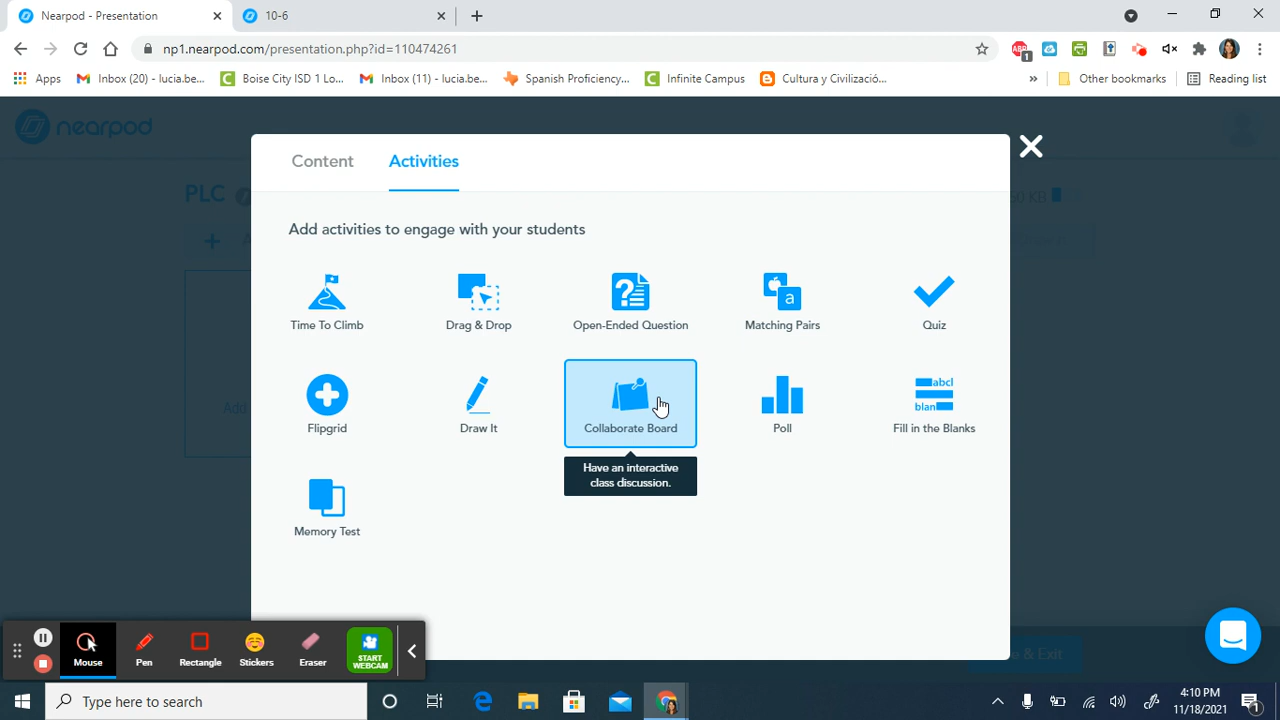 Nearpod - Presentation
10-6
np1.nearpod.com/presentation.php?id=110474261
Apps Inbox (20) - lucia.be... Boise City ISD 1 Lo... Inbox (11) - lucia.be... Spanish Proficiency... Infinite Campus Cultura y Civilizació... » Other bookmarks Reading list
nearpod
Content Activities
PLC
Add activities to engage with your students
Time To Climb Drag & Drop Open-Ended Question Matching Pairs Quiz
Flipgrid Draw It Collaborate Board Poll Fill in the Blanks
Have an interactive
class discussion.
Memory Test
Mouse Pen Rectangle Stickers Eraser START
WEBCAM
& Exit
Type here to search
4:10 PM
11/18/2021